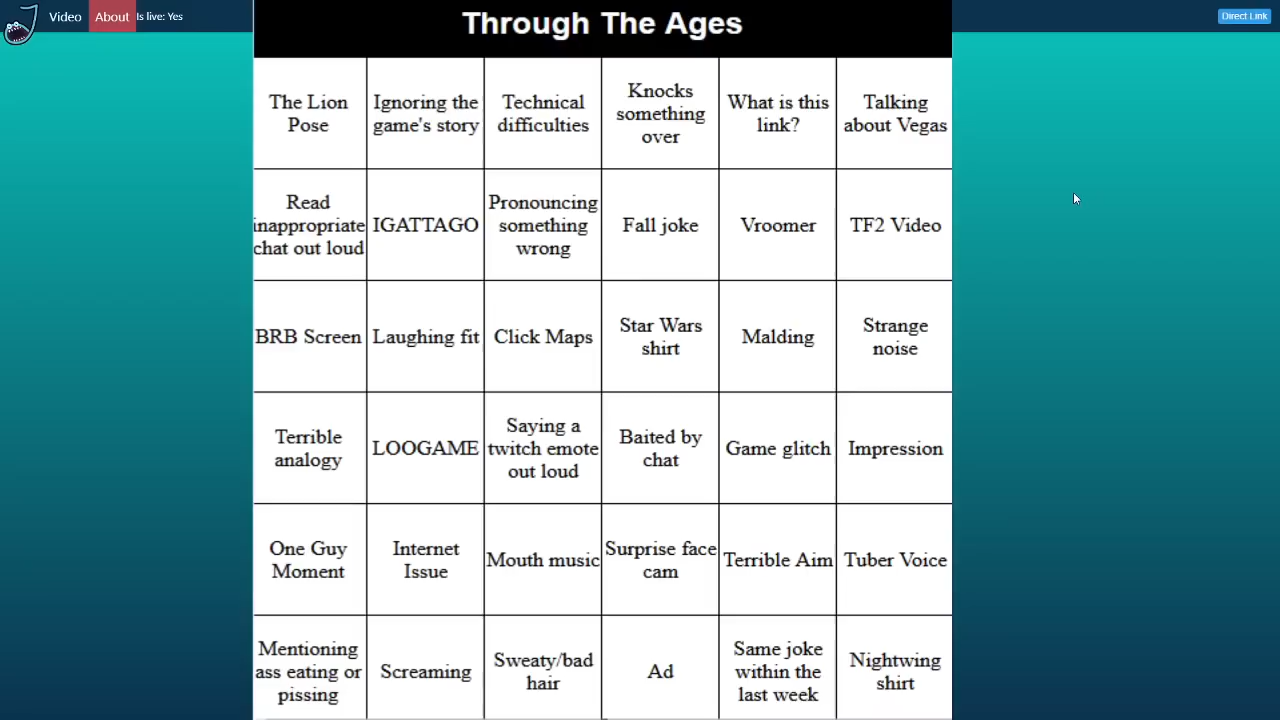 Video About Is live: Yes Direct Link
Through The Ages
The Lion
Pose
Ignoring the
game's story
Technical
difficulties
Knocks
something
over
What is this
link?
Talking
about Vegas
Read
inappropriate
chat out loud
IGATTAGO
Pronouncing
something
wrong
Fall joke
Vroomer
TF2 Video
BRB Screen
Laughing fit
Click Maps
Star Wars
shirt
Malding
Strange
noise
Terrible
analogy
LOOGAME
Saying a
twitch emote
out loud
Baited by
chat
Game glitch
Impression
One Guy
Moment
Internet
Issue
Mouth music
Surprise face
cam
Terrible Aim
Tuber Voice
Mentioning
ass eating or
pissing
Screaming
Sweaty/bad
hair
Ad
Same joke
within the
last week
Nightwing
shirt